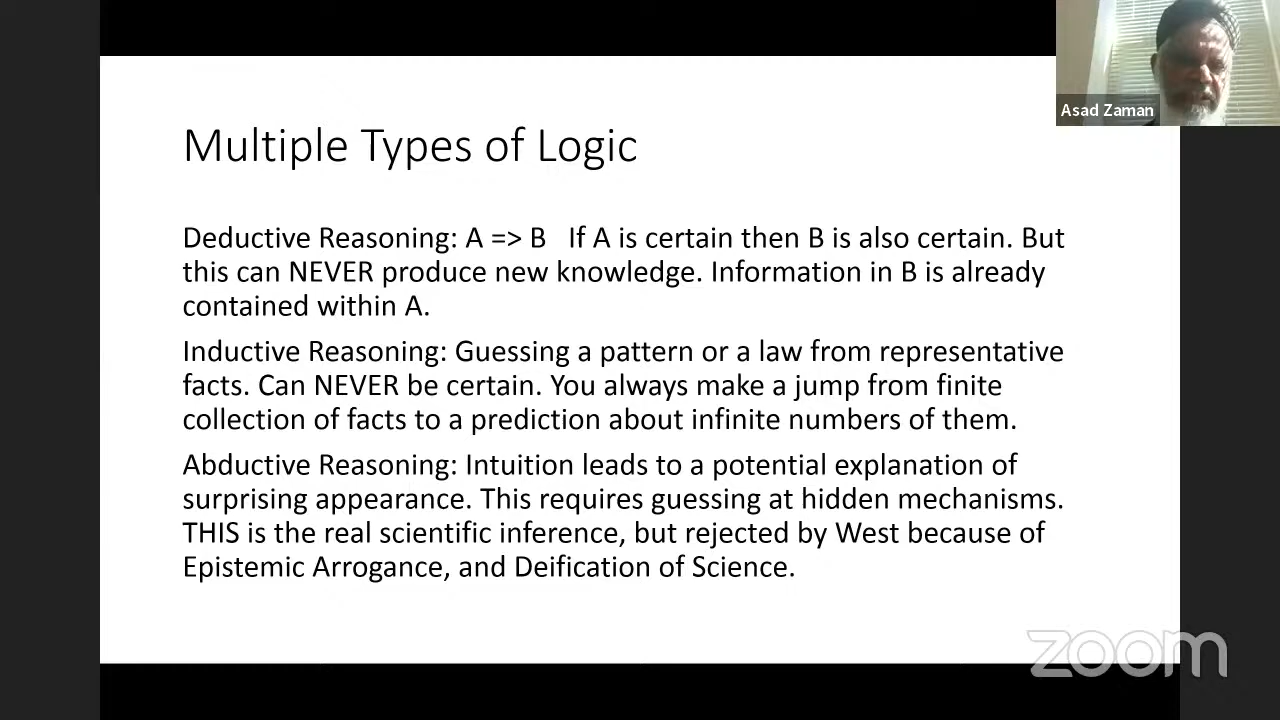 Asad Zaman
Multiple Types of Logic
Deductive Reasoning: A => B   If A is certain then B is also certain. But
this can NEVER produce new knowledge. Information in B is already
contained within A.
Inductive Reasoning: Guessing a pattern or a law from representative
facts. Can NEVER be certain. You always make a jump from finite
collection of facts to a prediction about infinite numbers of them.
Abductive Reasoning: Intuition leads to a potential explanation of
surprising appearance. This requires guessing at hidden mechanisms.
THIS is the real scientific inference, but rejected by West because of
Epistemic Arrogance, and Deification of Science.
zoom